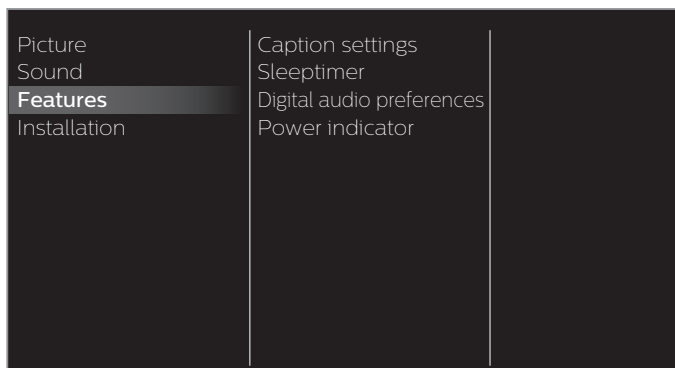 Picture
Sound
Features
Installation
Caption settings
Sleeptimer
Digital audio preferences
Power indicator